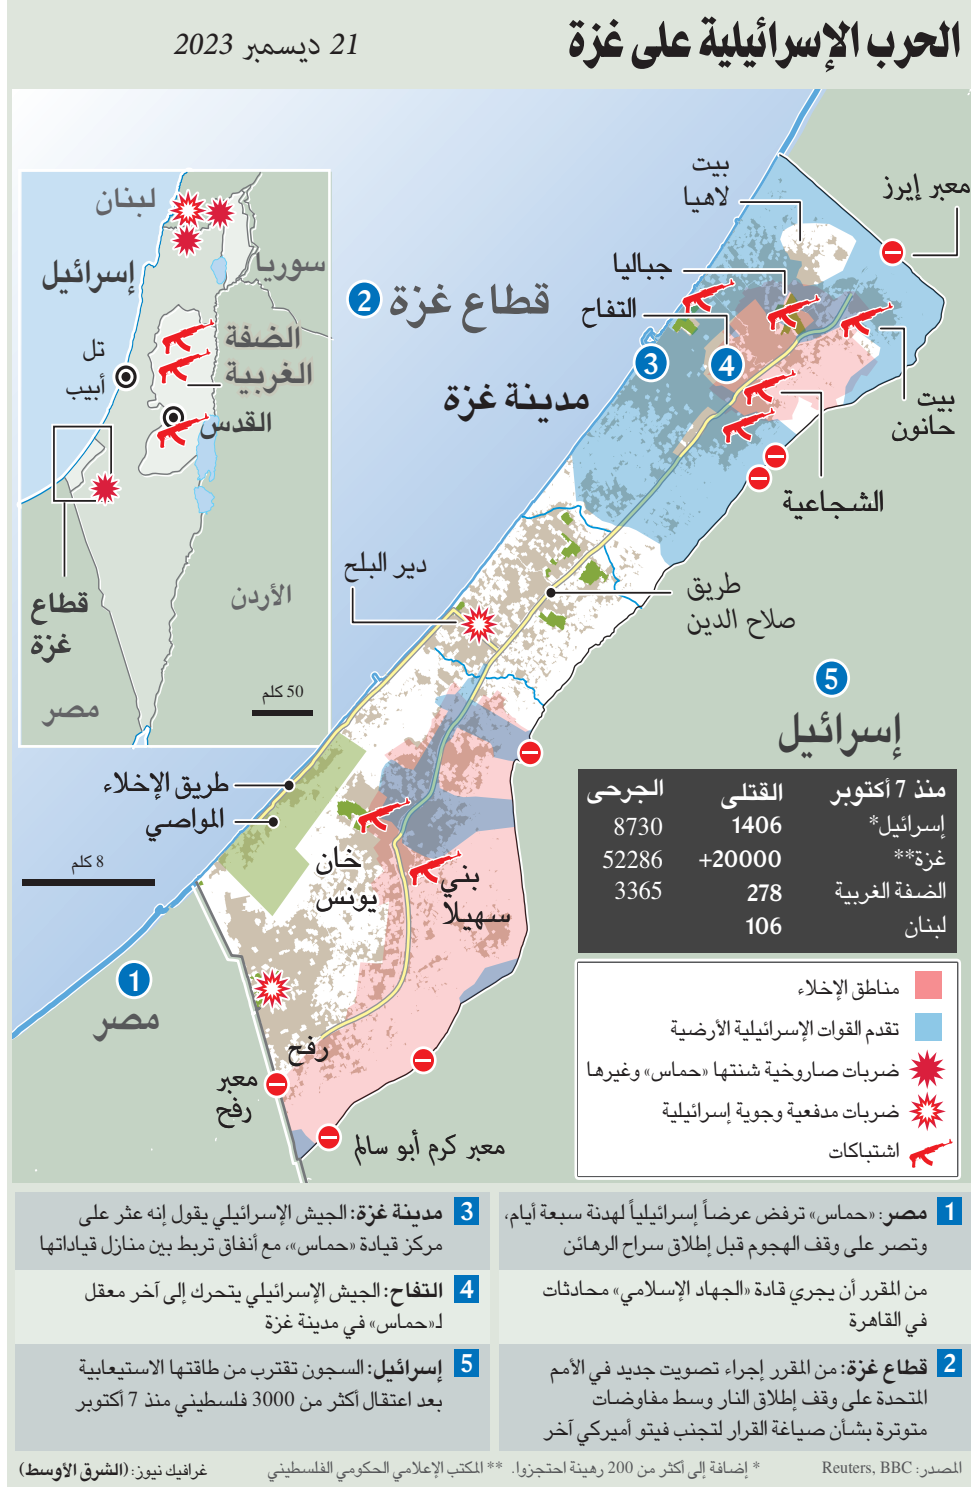 الحرب الإسرائيلية على غزة
21 ديسمبر 2023
بيت
لاهيا
معبر إيرز
جباليا
التفاح
2 قطاع غزة
3
4
مدينة غزة
بيت
حانون
الشجاعية
لبنان
سوريا
إسرائيل
الضفة
الغربية
تل
أبيب
القدس
الأردن
قطاع
غزة
مصر
50 كلم
دير البلح
طريق
صلاح الدين
5
إسرائيل
طريق الإخلاء
المواصي
8 كلم
خان
يونس
بني
سهيلا
1
مصر
رفح
معبر
رفح
معبر كرم أبو سالم
منذ 7 أكتوبر القتلى الجرحى
إسرائيل* 1406 8730
غزة** 20000+ 52286
الضفة الغربية 278 3365
لبنان 106
مناطق الإخلاء
تقدم القوات الإسرائيلية الأرضية
ضربات صاروخية شنتها «حماس» وغيرها
ضربات مدفعية وجوية إسرائيلية
اشتباكات
1 مصر: «حماس» ترفض عرضاً إسرائيلياً لهدنة سبعة أيام،
وتصر على وقف الهجوم قبل إطلاق سراح الرهائن
من المقرر أن يجري قادة «الجهاد الإسلامي» محادثات
في القاهرة
2 قطاع غزة: من المقرر إجراء تصويت جديد في الأمم
المتحدة على وقف إطلاق النار وسط مفاوضات
متوترة بشأن صياغة القرار لتجنب فيتو أميركي آخر
3 مدينة غزة: الجيش الإسرائيلي يقول إنه عثر على
مركز قيادة «حماس»، مع أنفاق تربط بين منازل قياداتها
4 التفاح: الجيش الإسرائيلي يتحرك إلى آخر معقل
لـ«حماس» في مدينة غزة
5 إسرائيل: السجون تقترب من طاقتها الاستيعابية
بعد اعتقال أكثر من 3000 فلسطيني منذ 7 أكتوبر
المصدر: Reuters, BBC
* إضافة إلى أكثر من 200 رهينة احتجزوا. ** المكتب الإعلامي الحكومي الفلسطيني
غرافيك نيوز: (الشرق الأوسط)